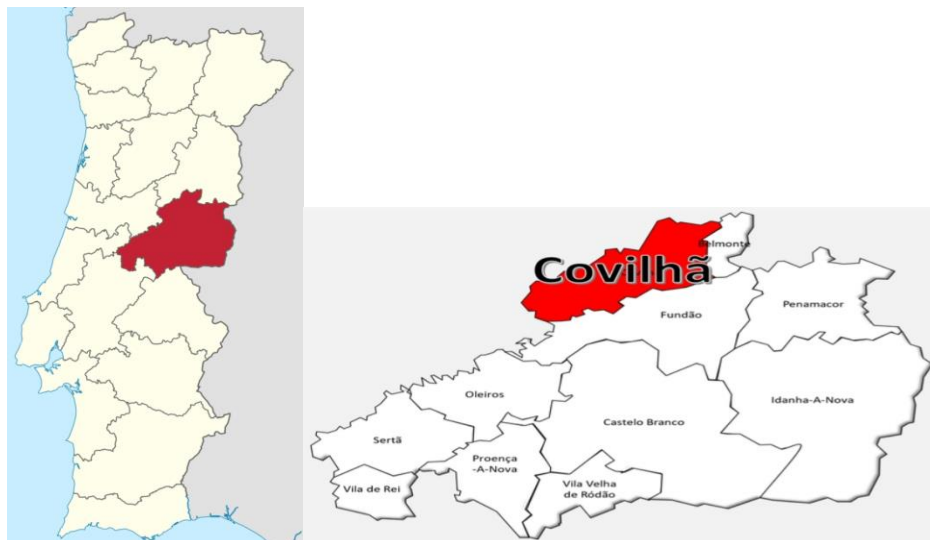 Belmonte
Covilhã
Penamacor
Fundão
Idanha-A-Nova
Oleiros
Castelo Branco
Sertã
Proença
-A-Nova
Vila de Rei
Vila Velha
de Ródão